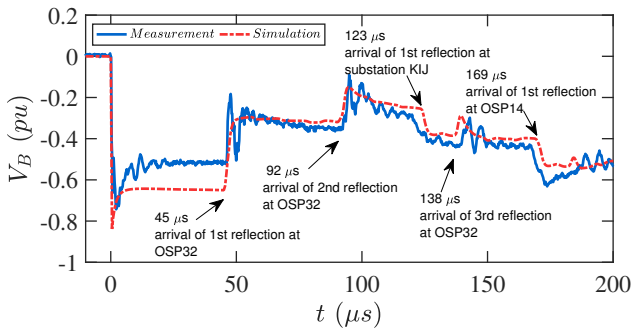 0.2
0
-0.2
-0.4
-0.6
-0.8
-1
V_B (pu)
Measurement
Simulation
123 μs
arrival of 1st reflection at
substation KIJ
169 μs
arrival of 1st reflection
at OSP14
92 μs
arrival of 2nd reflection
at OSP32
45 μs
arrival of 1st reflection at
OSP32
138 μs
arrival of 3rd reflection
at OSP32
0
50
100
150
200
t (μs)